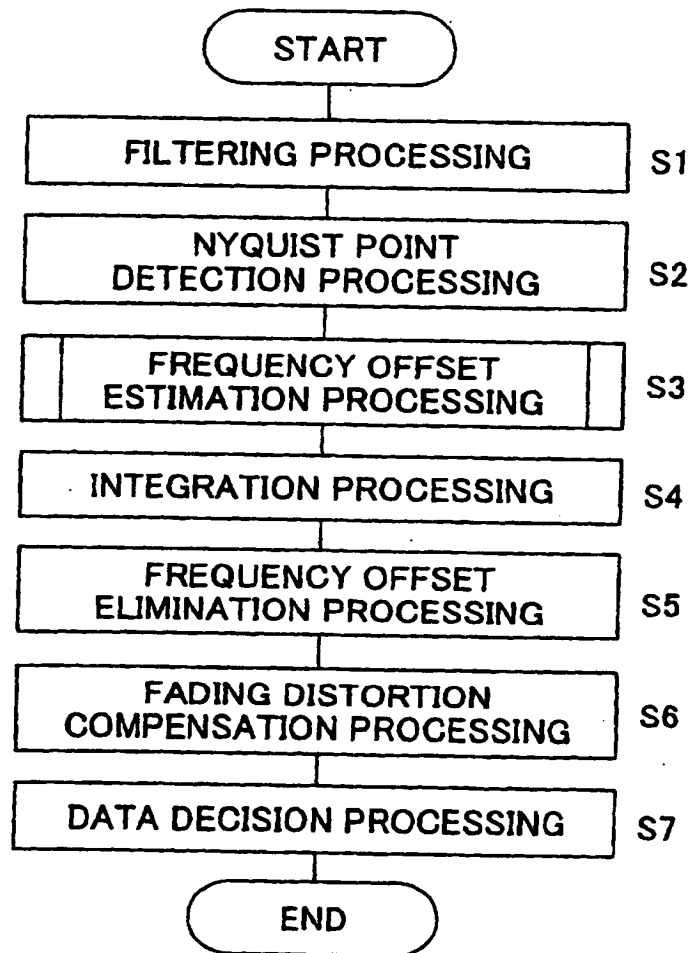 START
FILTERING PROCESSING S1
NYQUIST POINT
DETECTION PROCESSING S2
FREQUENCY OFFSET
ESTIMATION PROCESSING S3
INTEGRATION PROCESSING S4
FREQUENCY OFFSET
ELIMINATION PROCESSING S5
FADING DISTORTION
COMPENSATION PROCESSING S6
DATA DECISION PROCESSING S7
END